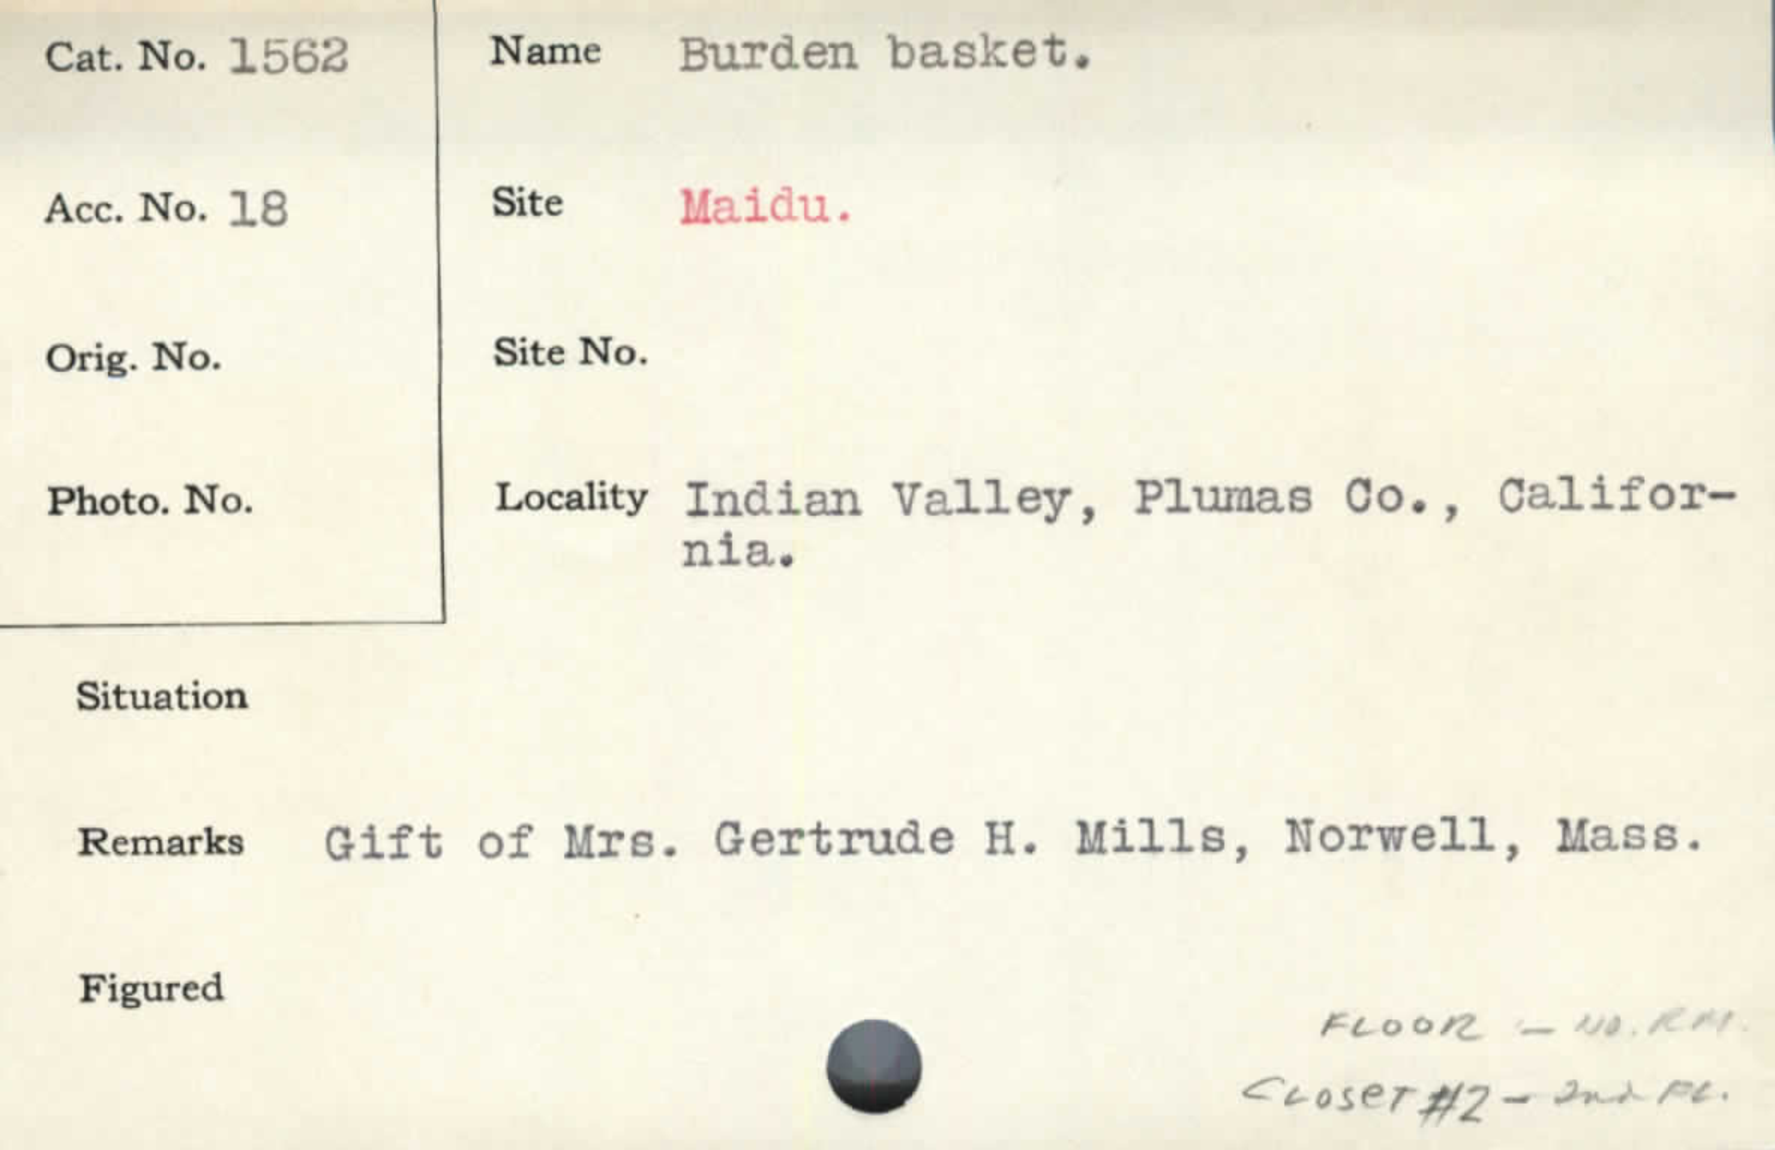 Cat. No. 1562
Name Burden basket.
Acc. No. 18
Site Maidu.
Orig. No.
Site No.
Photo. No.
Locality Indian Valley, Plumas Co., Califor-
nia.
Situation
Remarks Gift of Mrs. Gertrude H. Mills, Norwell, Mass.
Figured
FLOOR - NO. RM.
CLOSET #2 - 2nd FL.